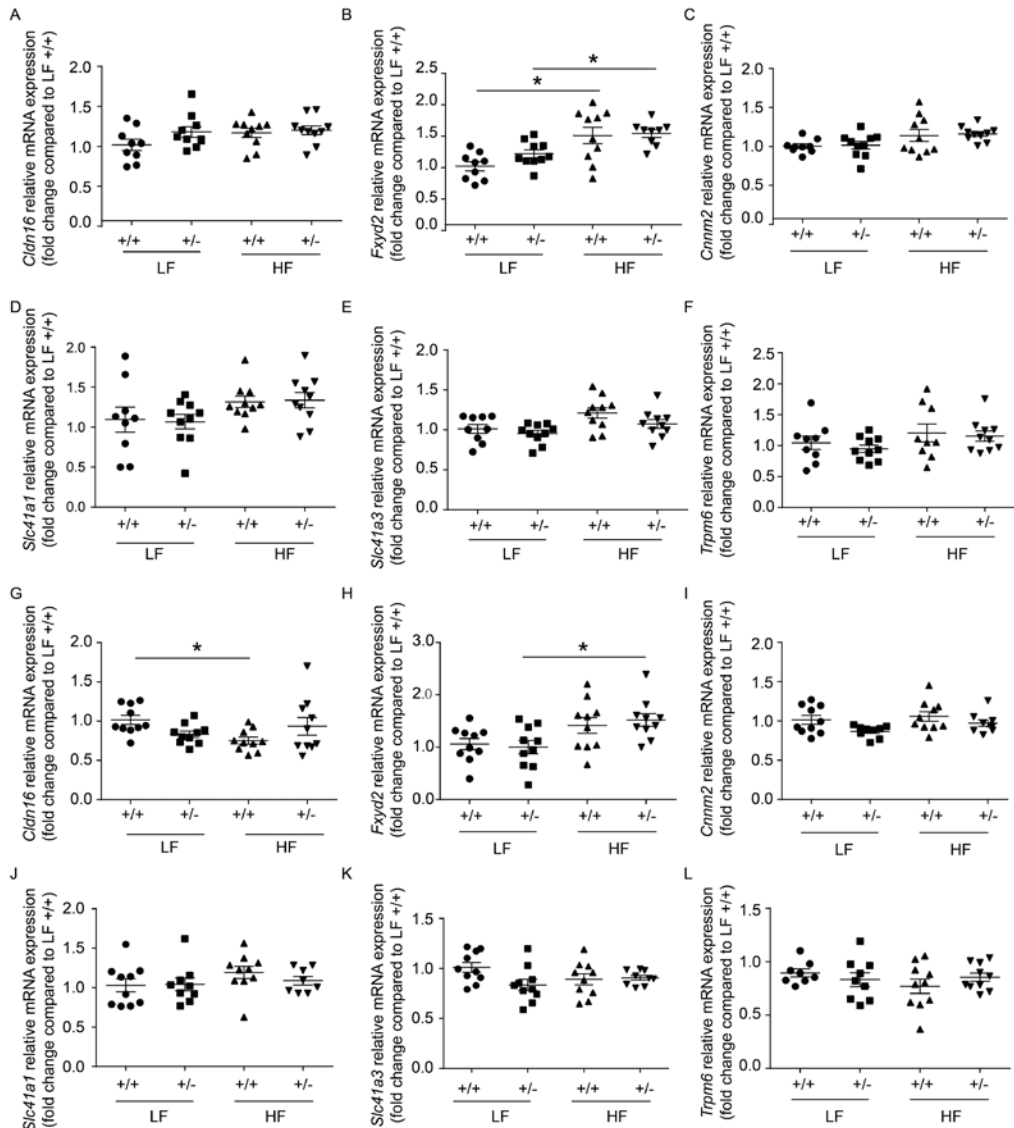 A
Cldn16 relative mRNA expression
(fold change compared to LF +/+)
2.0
1.5
1.0
0.5
0.0
+/+ +/- +/+ +/-
LF HF
B
Fxyd2 relative mRNA expression
(fold change compared to LF +/+)
2.5
2.0
1.5
1.0
0.5
0.0
*
*
+/+ +/- +/+ +/-
LF HF
C
Cnnm2 relative mRNA expression
(fold change compared to LF +/+)
2.0
1.5
1.0
0.5
0.0
+/+ +/- +/+ +/-
LF HF
D
Slc41a1 relative mRNA expression
(fold change compared to LF +/+)
2.0
1.5
1.0
0.5
0.0
+/+ +/- +/+ +/-
LF HF
E
Slc41a3 relative mRNA expression
(fold change compared to LF +/+)
2.0
1.5
1.0
0.5
0.0
+/+ +/- +/+ +/-
LF HF
F
Trpm6 relative mRNA expression
(fold change compared to LF +/+)
2.5
2.0
1.5
1.0
0.5
0.0
+/+ +/- +/+ +/-
LF HF
G
Cldn16 relative mRNA expression
(fold change compared to LF +/+)
2.0
1.5
1.0
0.5
0.0
*
+/+ +/- +/+ +/-
LF HF
H
Fxyd2 relative mRNA expression
(fold change compared to LF +/+)
3.0
2.0
1.0
0.0
*
+/+ +/- +/+ +/-
LF HF
I
Cnnm2 relative mRNA expression
(fold change compared to LF +/+)
2.0
1.5
1.0
0.5
0.0
+/+ +/- +/+ +/-
LF HF
J
Slc41a1 relative mRNA expression
(fold change compared to LF +/+)
2.0
1.5
1.0
0.5
0.0
+/+ +/- +/+ +/-
LF HF
K
Slc41a3 relative mRNA expression
(fold change compared to LF +/+)
1.5
1.0
0.5
0.0
+/+ +/- +/+ +/-
LF HF
L
Trpm6 relative mRNA expression
(fold change compared to LF +/+)
1.5
1.0
0.5
0.0
+/+ +/- +/+ +/-
LF HF